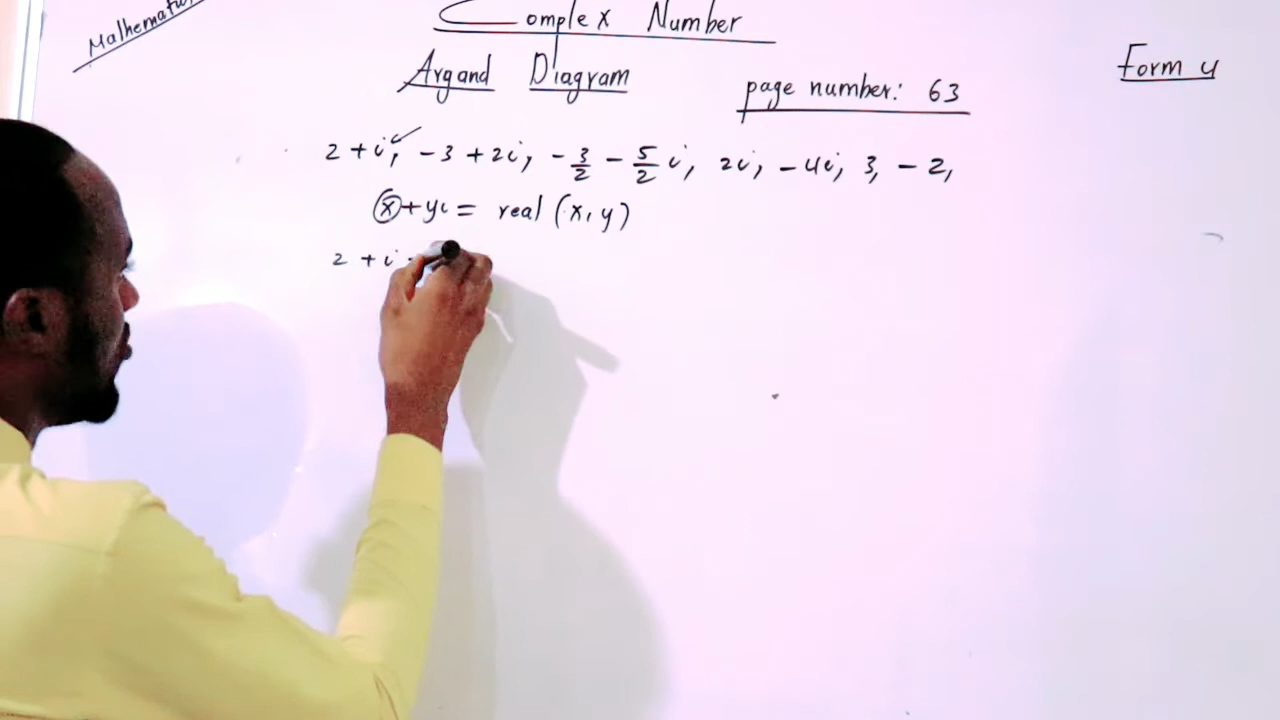 Mathematic
Complex Number
Form 4
Argand Diagram
page number: 63
2 + i, -3 + 2i, -3/2 - 5/2 i, 2i, -4i, 3, -2,
x + yi = real (x, y)
2 + i